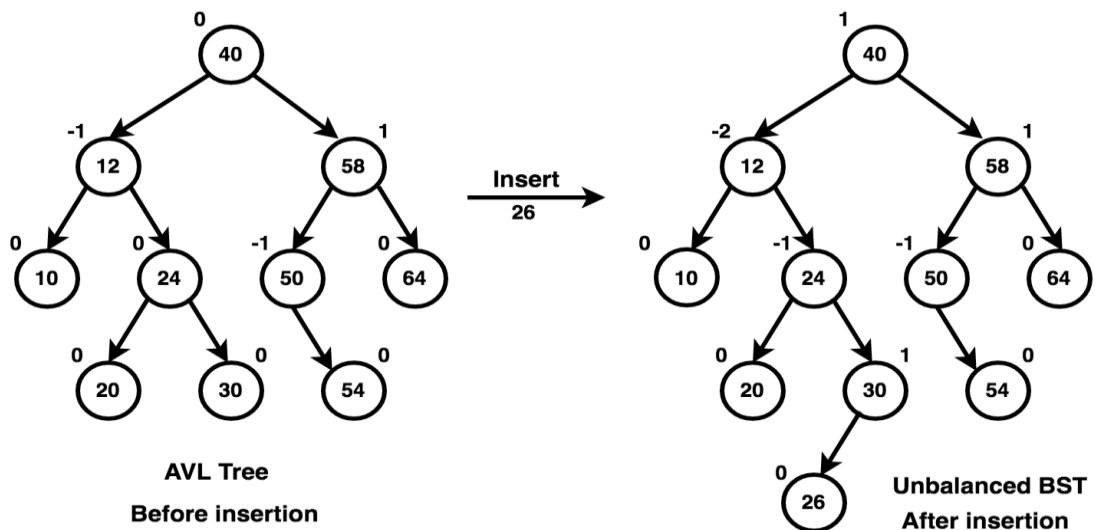 0 1
40 40
-1 1 -2 1
12 58 12 58
Insert
26
0 0 -1 0 0 -1 -1 0
10 24 50 64 10 24 50 64
0 0 0 0 1 0
20 30 54 20 30 54
0
26
AVL Tree
Before insertion
Unbalanced BST
After insertion